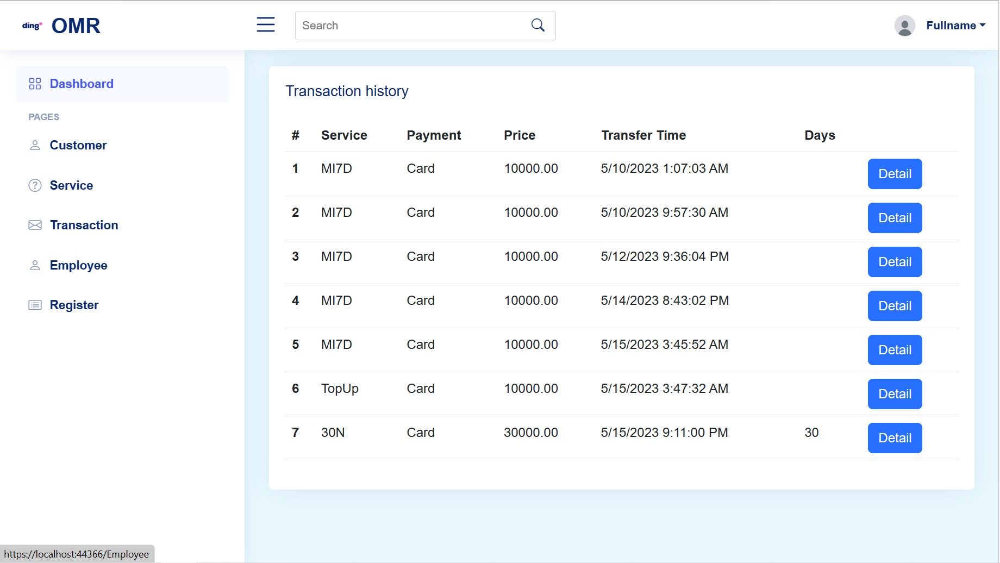 ding* OMR
Search
Fullname
Dashboard
PAGES
Customer
Service
Transaction
Employee
Register
Transaction history
# Service Payment Price Transfer Time Days
1 MI7D Card 10000.00 5/10/2023 1:07:03 AM Detail
2 MI7D Card 10000.00 5/10/2023 9:57:30 AM Detail
3 MI7D Card 10000.00 5/12/2023 9:36:04 PM Detail
4 MI7D Card 10000.00 5/14/2023 8:43:02 PM Detail
5 MI7D Card 10000.00 5/15/2023 3:45:52 AM Detail
6 TopUp Card 10000.00 5/15/2023 3:47:32 AM Detail
7 30N Card 30000.00 5/15/2023 9:11:00 PM 30 Detail
https://localhost:44366/Employee